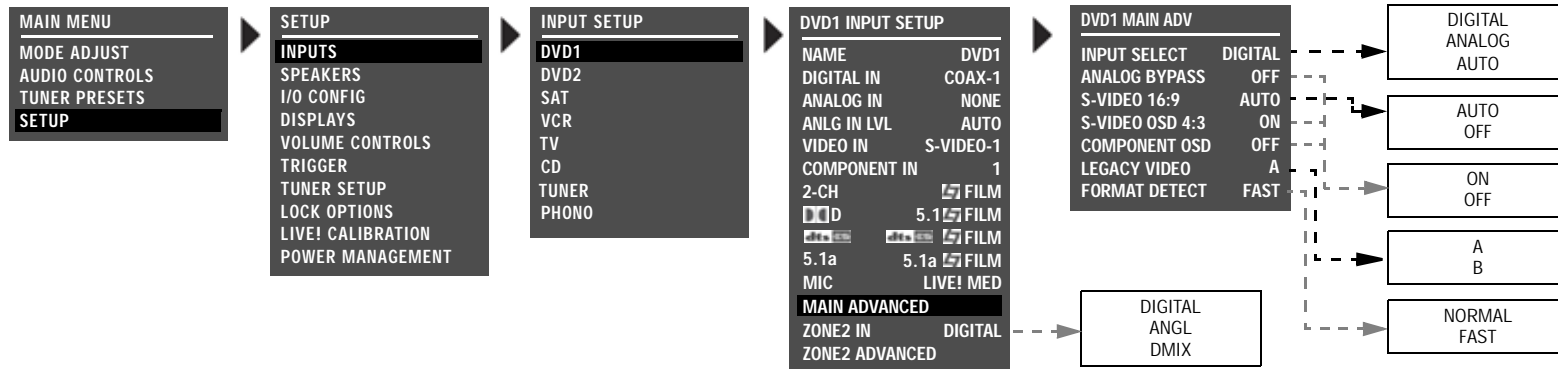 MAIN MENU
MODE ADJUST
AUDIO CONTROLS
TUNER PRESETS
SETUP
SETUP
INPUTS
SPEAKERS
I/O CONFIG
DISPLAYS
VOLUME CONTROLS
TRIGGER
TUNER SETUP
LOCK OPTIONS
LIVE! CALIBRATION
POWER MANAGEMENT
INPUT SETUP
DVD1
DVD2
SAT
VCR
TV
CD
TUNER
PHONO
DVD1 INPUT SETUP
NAME DVD1
DIGITAL IN COAX-1
ANALOG IN NONE
ANLG IN LVL AUTO
VIDEO IN S-VIDEO-1
COMPONENT IN 1
2-CH FILM
D 5.1 FILM
dts dts FILM
5.1a 5.1a FILM
MIC LIVE! MED
MAIN ADVANCED
ZONE2 IN DIGITAL
ZONE2 ADVANCED
DIGITAL
ANGL
DMIX
DVD1 MAIN ADV
INPUT SELECT DIGITAL
ANALOG BYPASS OFF
S-VIDEO 16:9 AUTO
S-VIDEO OSD 4:3 ON
COMPONENT OSD OFF
LEGACY VIDEO A
FORMAT DETECT FAST
DIGITAL
ANALOG
AUTO
AUTO
OFF
ON
OFF
A
B
NORMAL
FAST